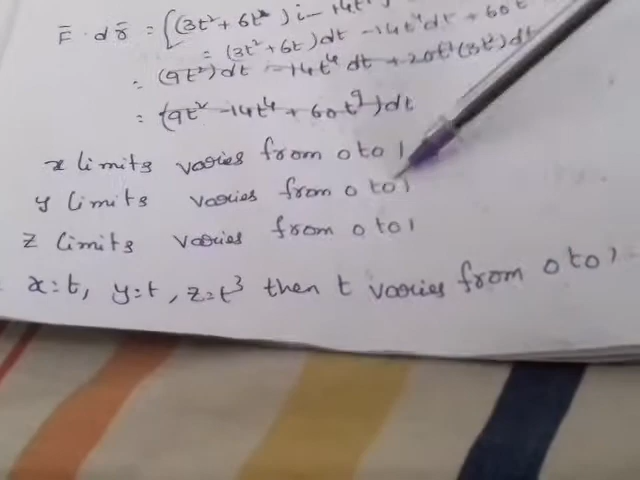 F̄ · dr̄ = [(3t²+6t²) i - 14t
= (3t²+6t) dt - 14t⁴ dt + 60t
= (9t²) dt - 14t⁴ dt + 20t⁷ (3t²) dt
= (9t² - 14t⁴ + 60t⁹) dt
x limits varies from 0 to 1
y limits varies from 0 to 1
z limits varies from 0 to 1
x=t, y=t, z=t³ then t varies from 0 to 1